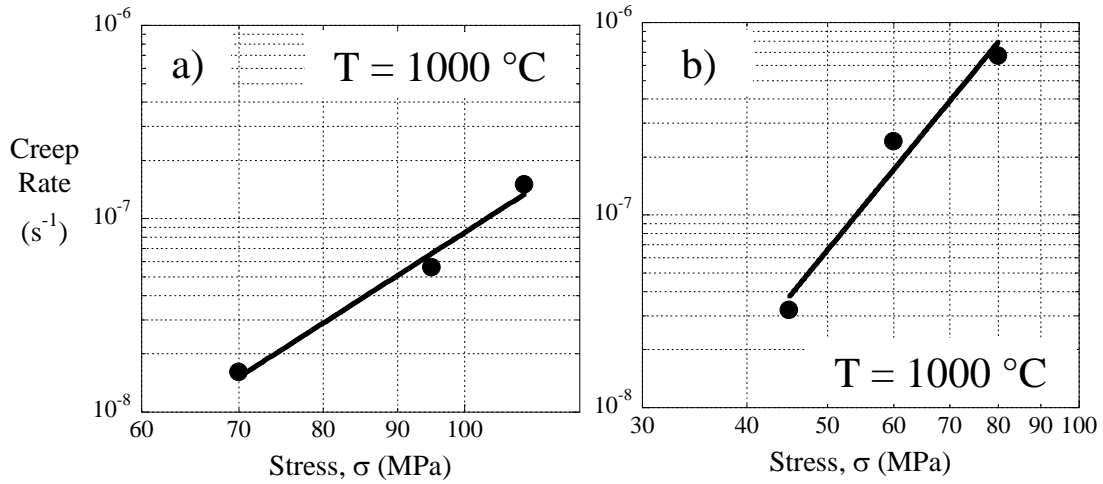 10⁻⁶
a)
T = 1000 °C
Creep
Rate
(s⁻¹)
10⁻⁷
10⁻⁸
60 70 80 90 100
Stress, σ (MPa)
10⁻⁶
b)
10⁻⁷
T = 1000 °C
10⁻⁸
30 40 50 60 70 80 90 100
Stress, σ (MPa)